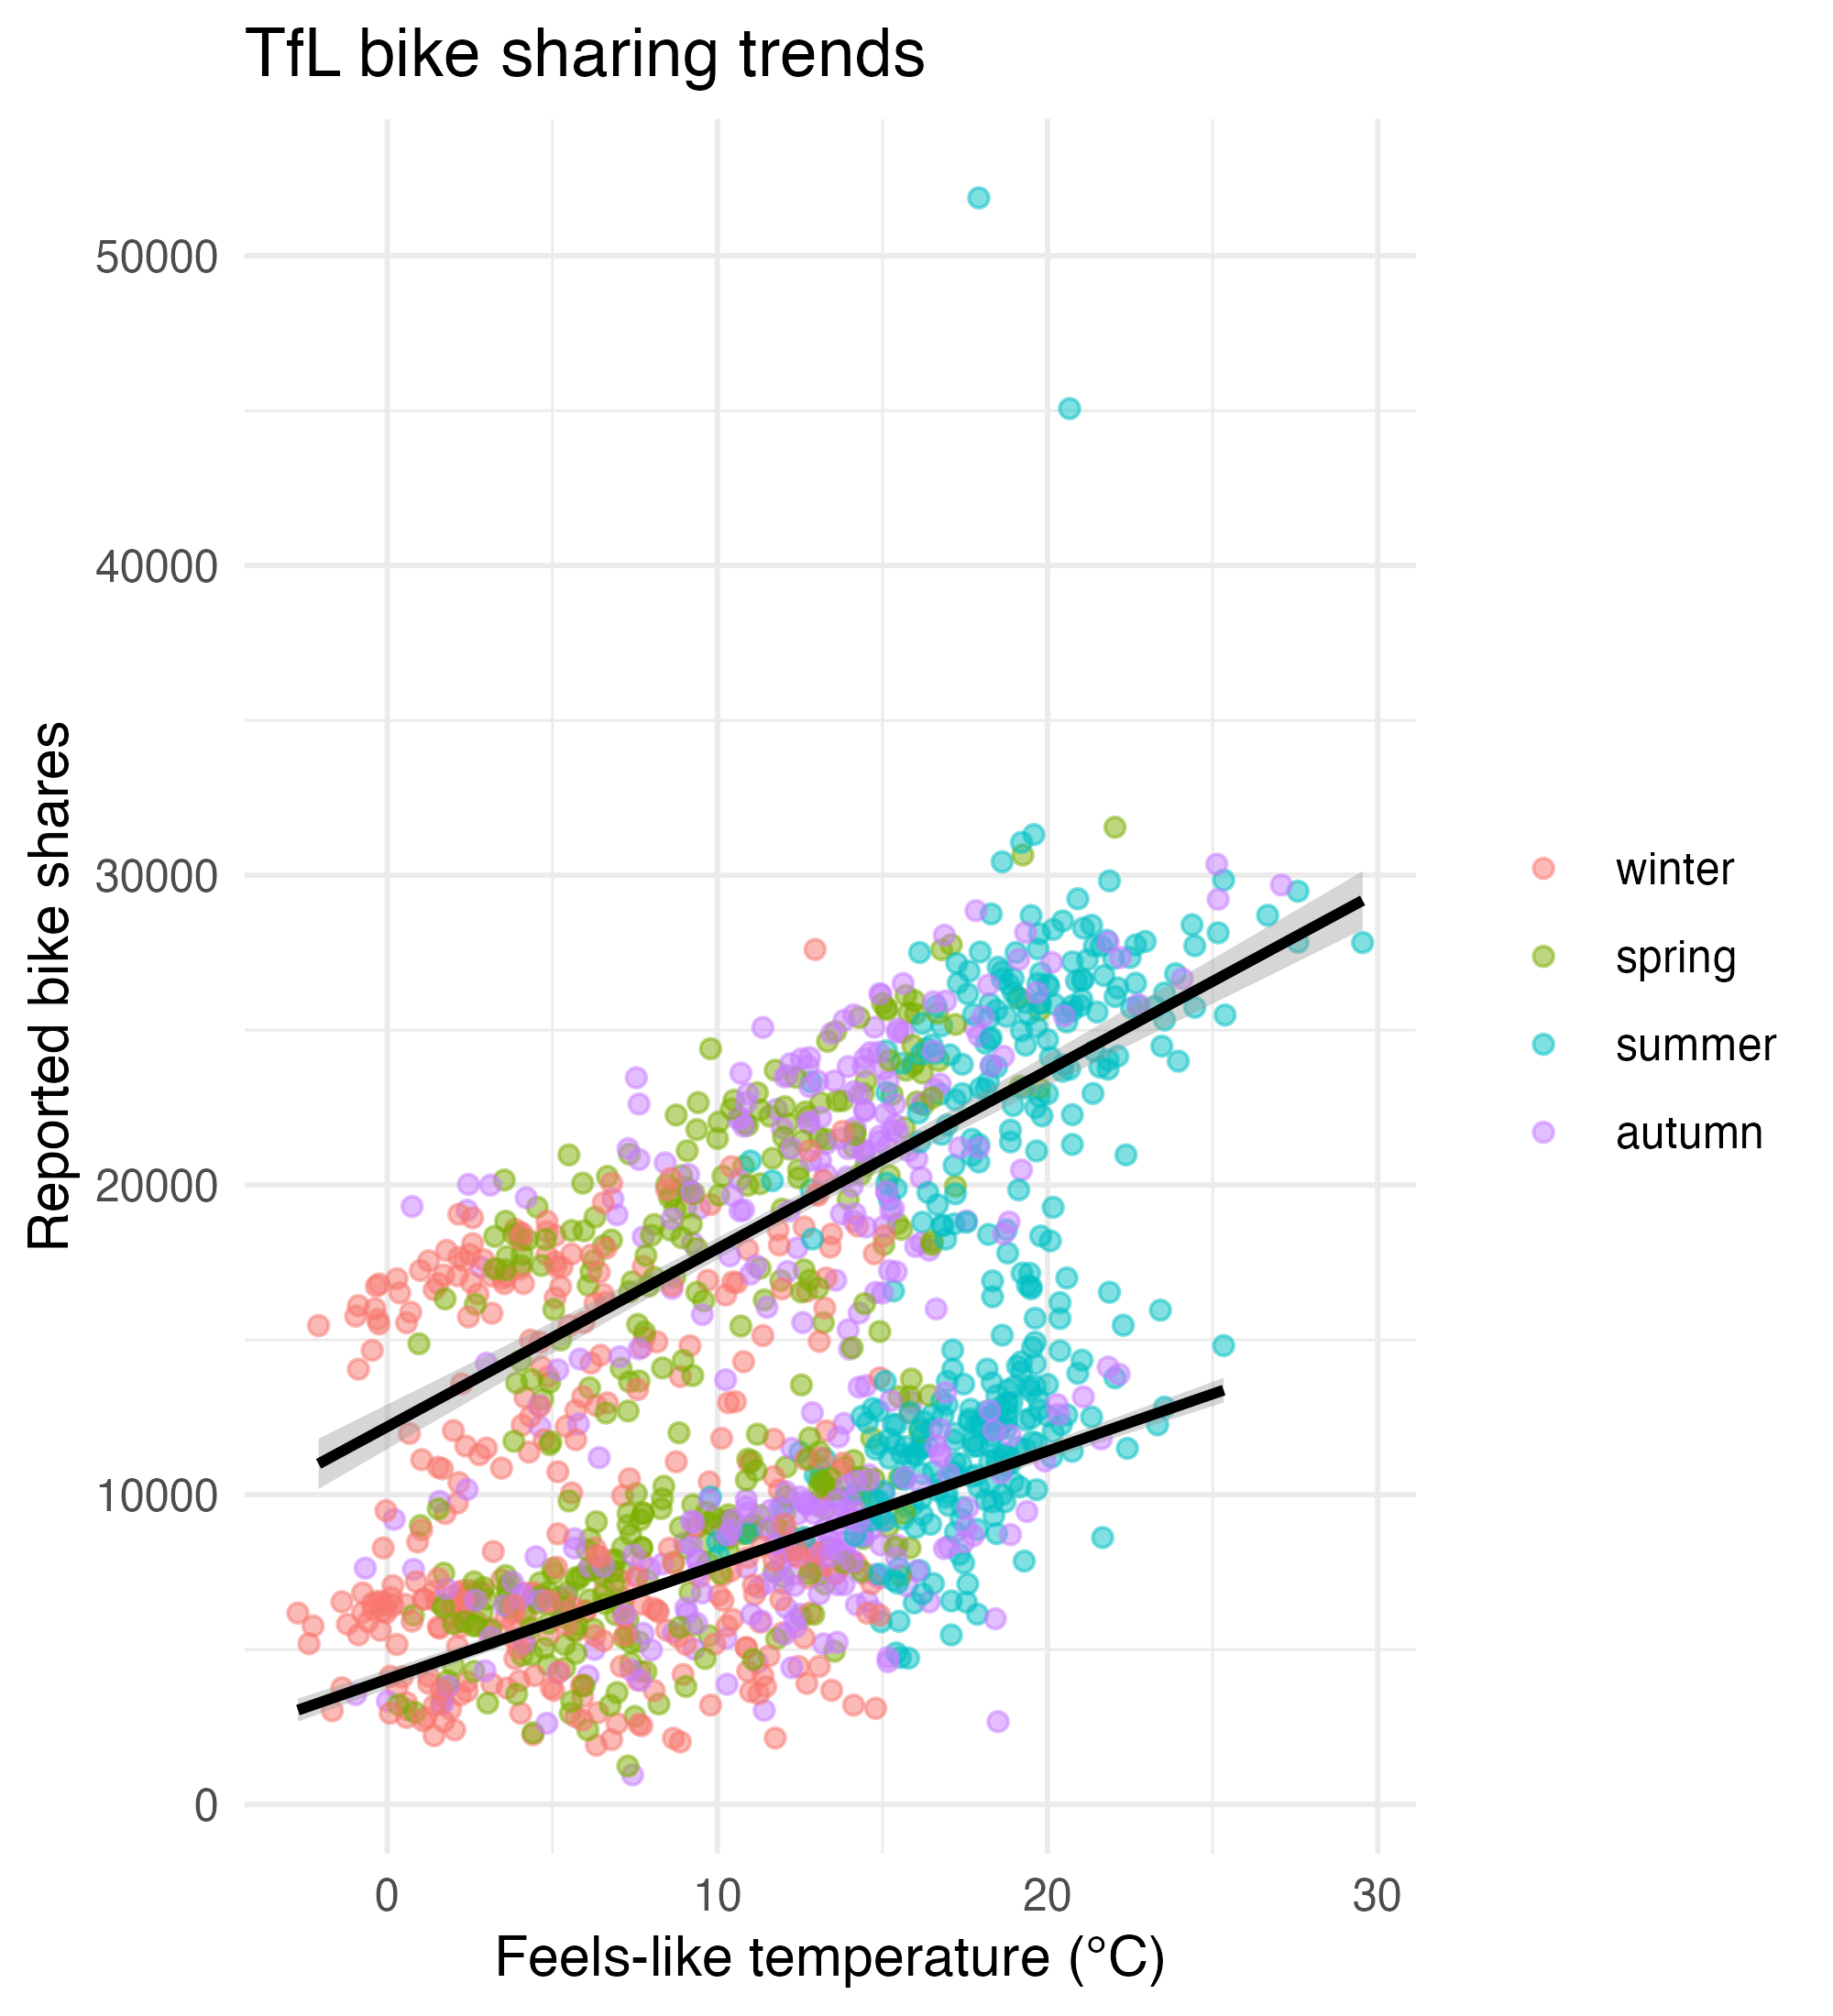 TfL bike sharing trends
Reported bike shares
50000
40000
30000
20000
10000
0
0 10 20 30
Feels-like temperature (°C)
winter
spring
summer
autumn